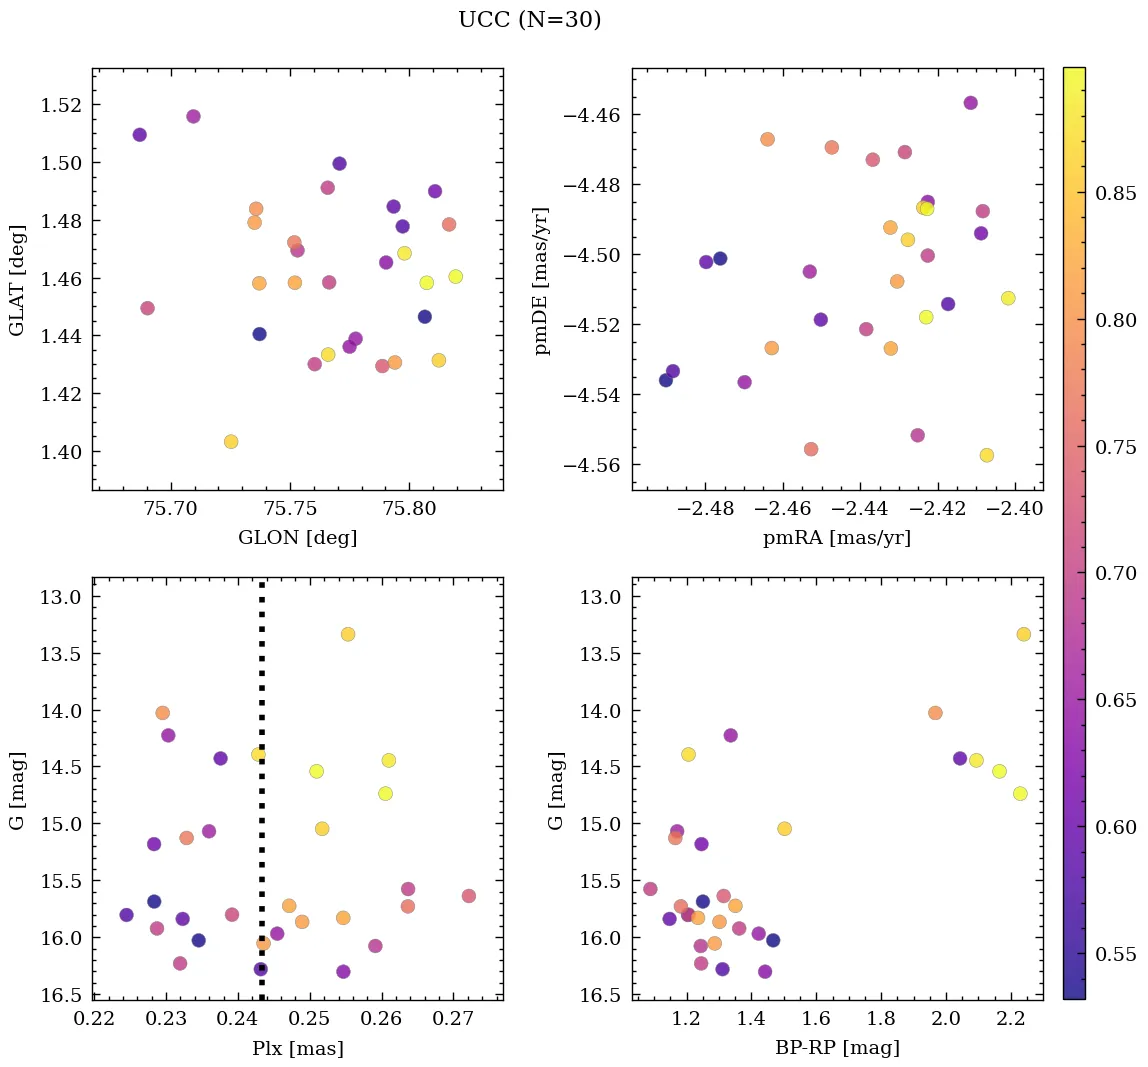 UCC (N=30)
1.52
1.50
1.48
1.46
1.44
1.42
1.40
GLAT [deg]
75.70 75.75 75.80
GLON [deg]
−4.46
−4.48
−4.50
−4.52
−4.54
−4.56
pmDE [mas/yr]
−2.48 −2.46 −2.44 −2.42 −2.40
pmRA [mas/yr]
13.0
13.5
14.0
14.5
15.0
15.5
16.0
16.5
G [mag]
0.22 0.23 0.24 0.25 0.26 0.27
Plx [mas]
13.0
13.5
14.0
14.5
15.0
15.5
16.0
16.5
G [mag]
1.2 1.4 1.6 1.8 2.0 2.2
BP-RP [mag]
0.85
0.80
0.75
0.70
0.65
0.60
0.55